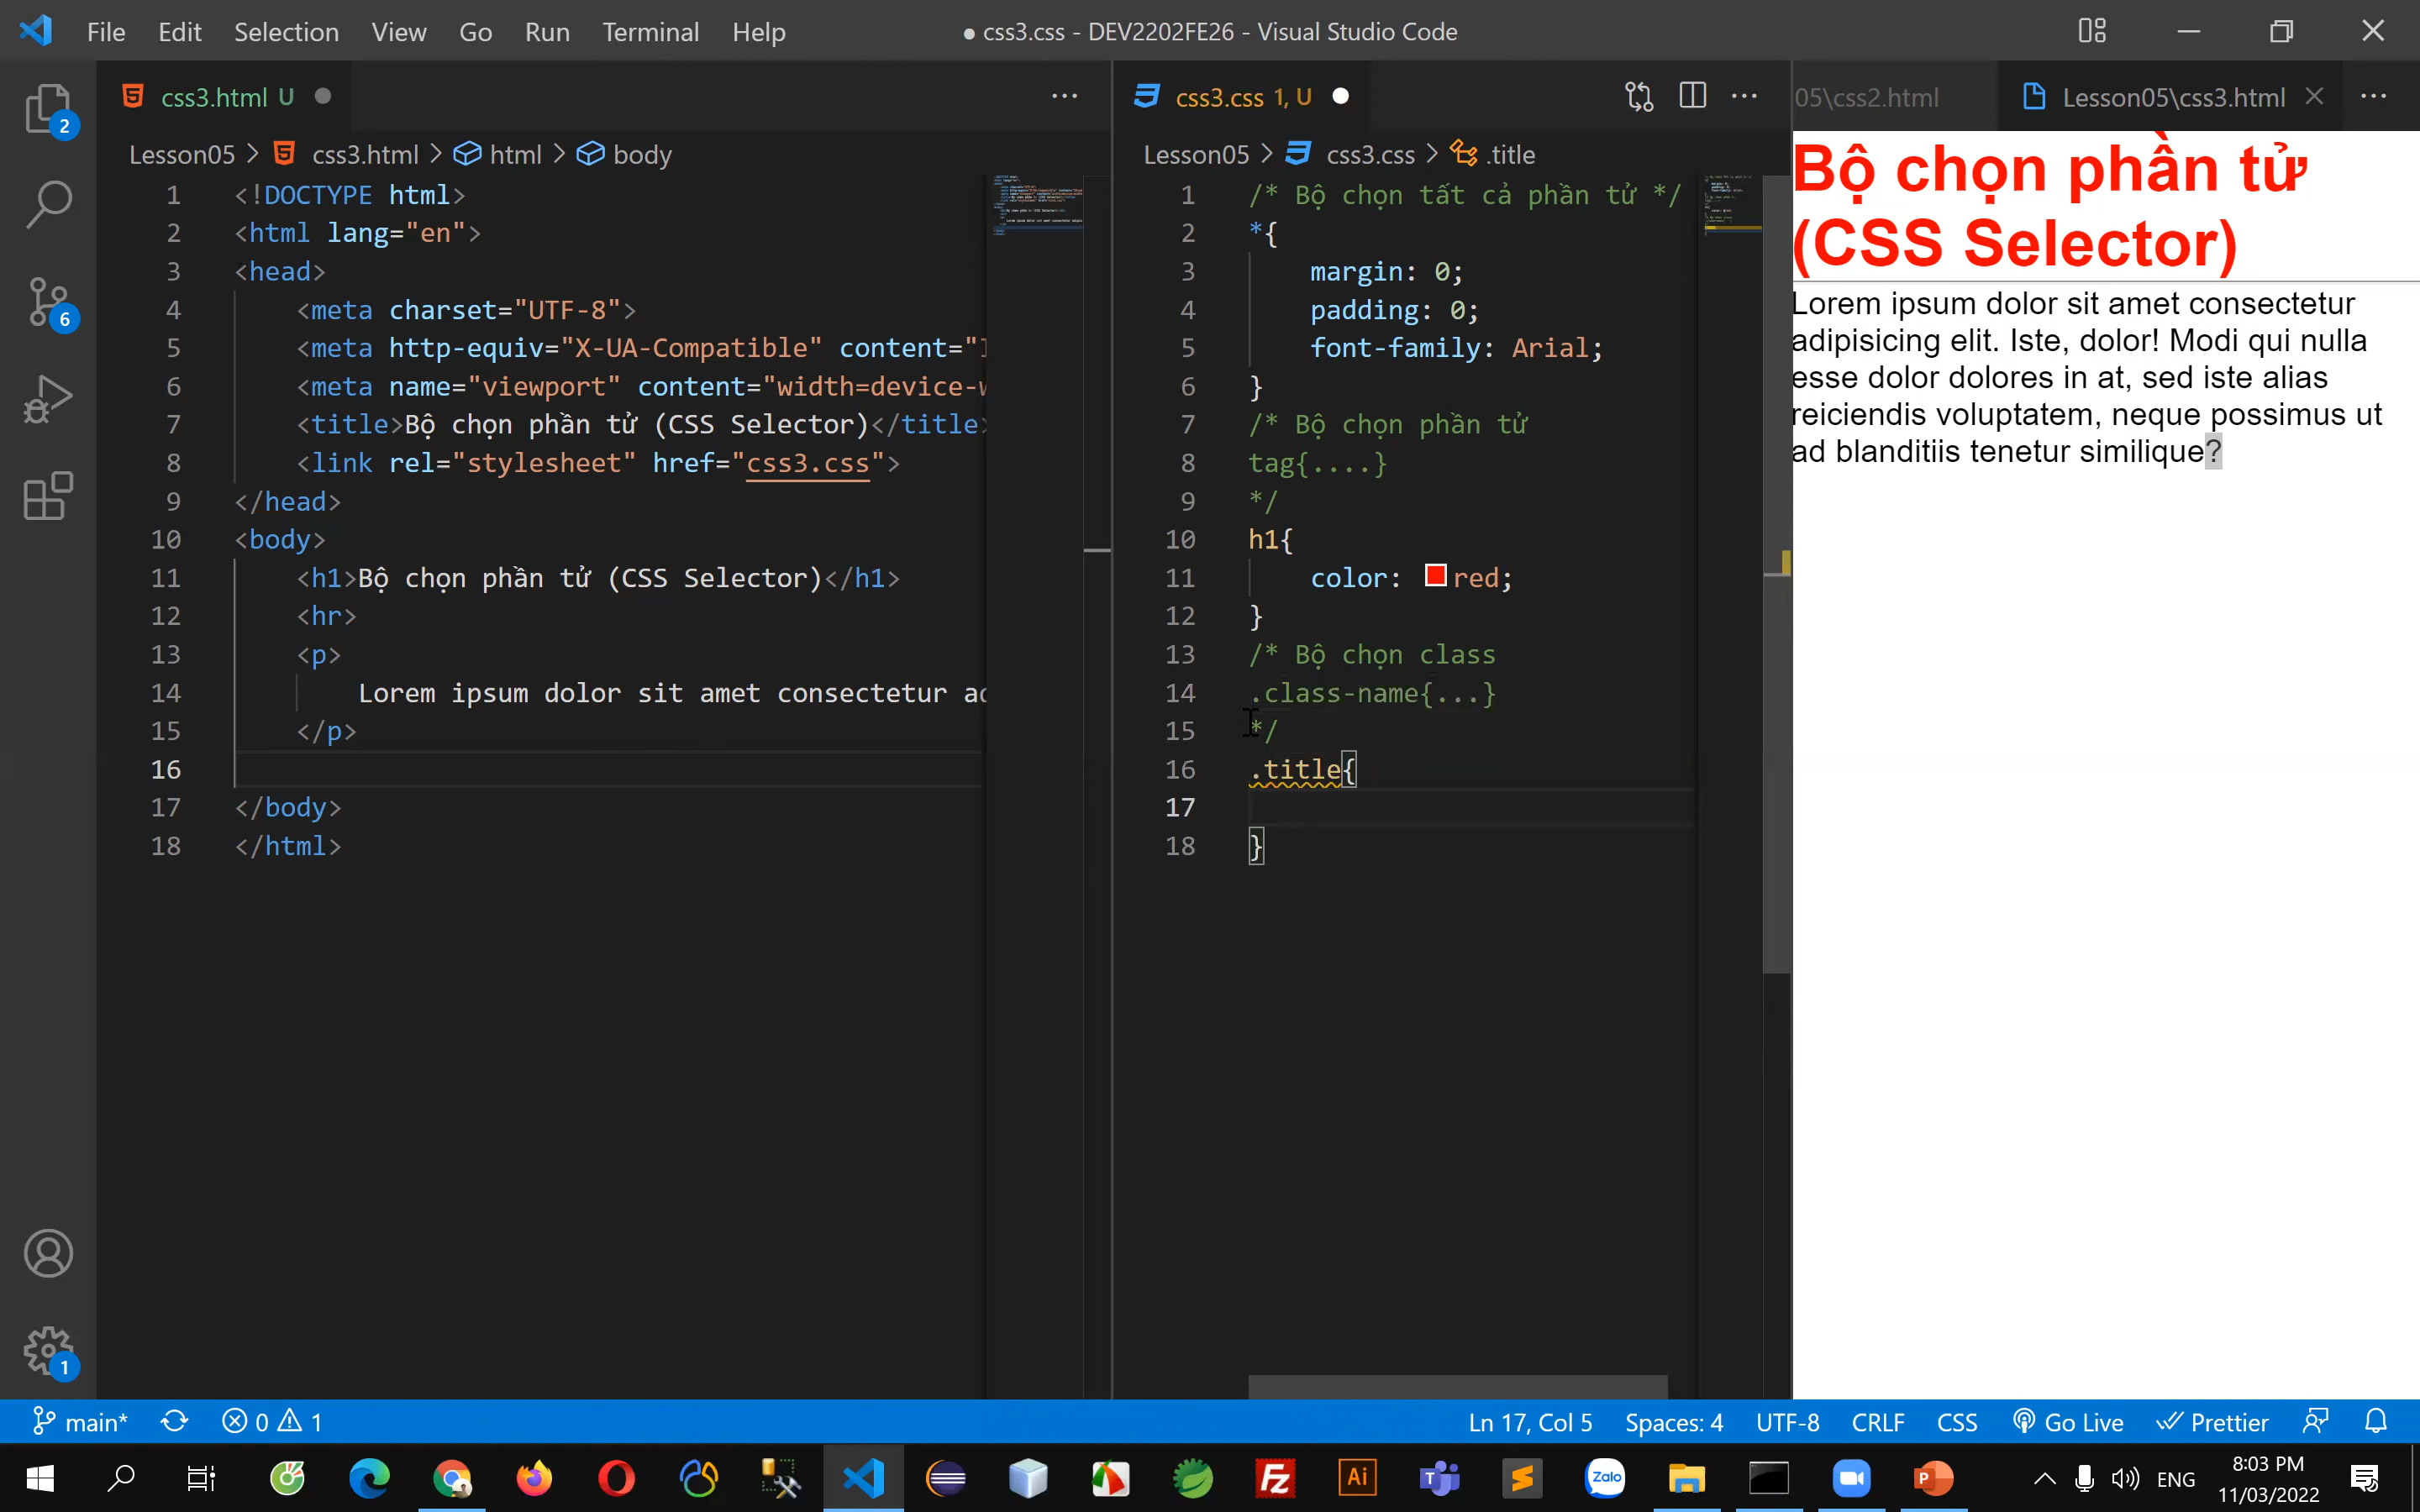 File Edit Selection View Go Run Terminal Help
● css3.css - DEV2202FE26 - Visual Studio Code
css3.html U
css3.css 1, U
05\css2.html
Lesson05\css3.html
2
6
1
Lesson05 > css3.html > html > body
1 <!DOCTYPE html>
2 <html lang="en">
3 <head>
4 <meta charset="UTF-8">
5 <meta http-equiv="X-UA-Compatible" content="I
6 <meta name="viewport" content="width=device-w
7 <title>Bộ chọn phần tử (CSS Selector)</title>
8 <link rel="stylesheet" href="css3.css">
9 </head>
10 <body>
11 <h1>Bộ chọn phần tử (CSS Selector)</h1>
12 <hr>
13 <p>
14 Lorem ipsum dolor sit amet consectetur ad
15 </p>
16
17 </body>
18 </html>
Lesson05 > css3.css > .title
1 /* Bộ chọn tất cả phần tử */
2 *{
3 margin: 0;
4 padding: 0;
5 font-family: Arial;
6 }
7 /* Bộ chọn phần tử
8 tag{....}
9 */
10 h1{
11 color: red;
12 }
13 /* Bộ chọn class
14 .class-name{...}
15 */
16 .title{
17
18 }
Bộ chọn phần tử
(CSS Selector)
Lorem ipsum dolor sit amet consectetur
adipisicing elit. Iste, dolor! Modi qui nulla
esse dolor dolores in at, sed iste alias
reiciendis voluptatem, neque possimus ut
ad blanditiis tenetur similique?
main* 0 1
Ln 17, Col 5 Spaces: 4 UTF-8 CRLF CSS Go Live Prettier
Fz Ai T Zalo P
ENG
8:03 PM
11/03/2022